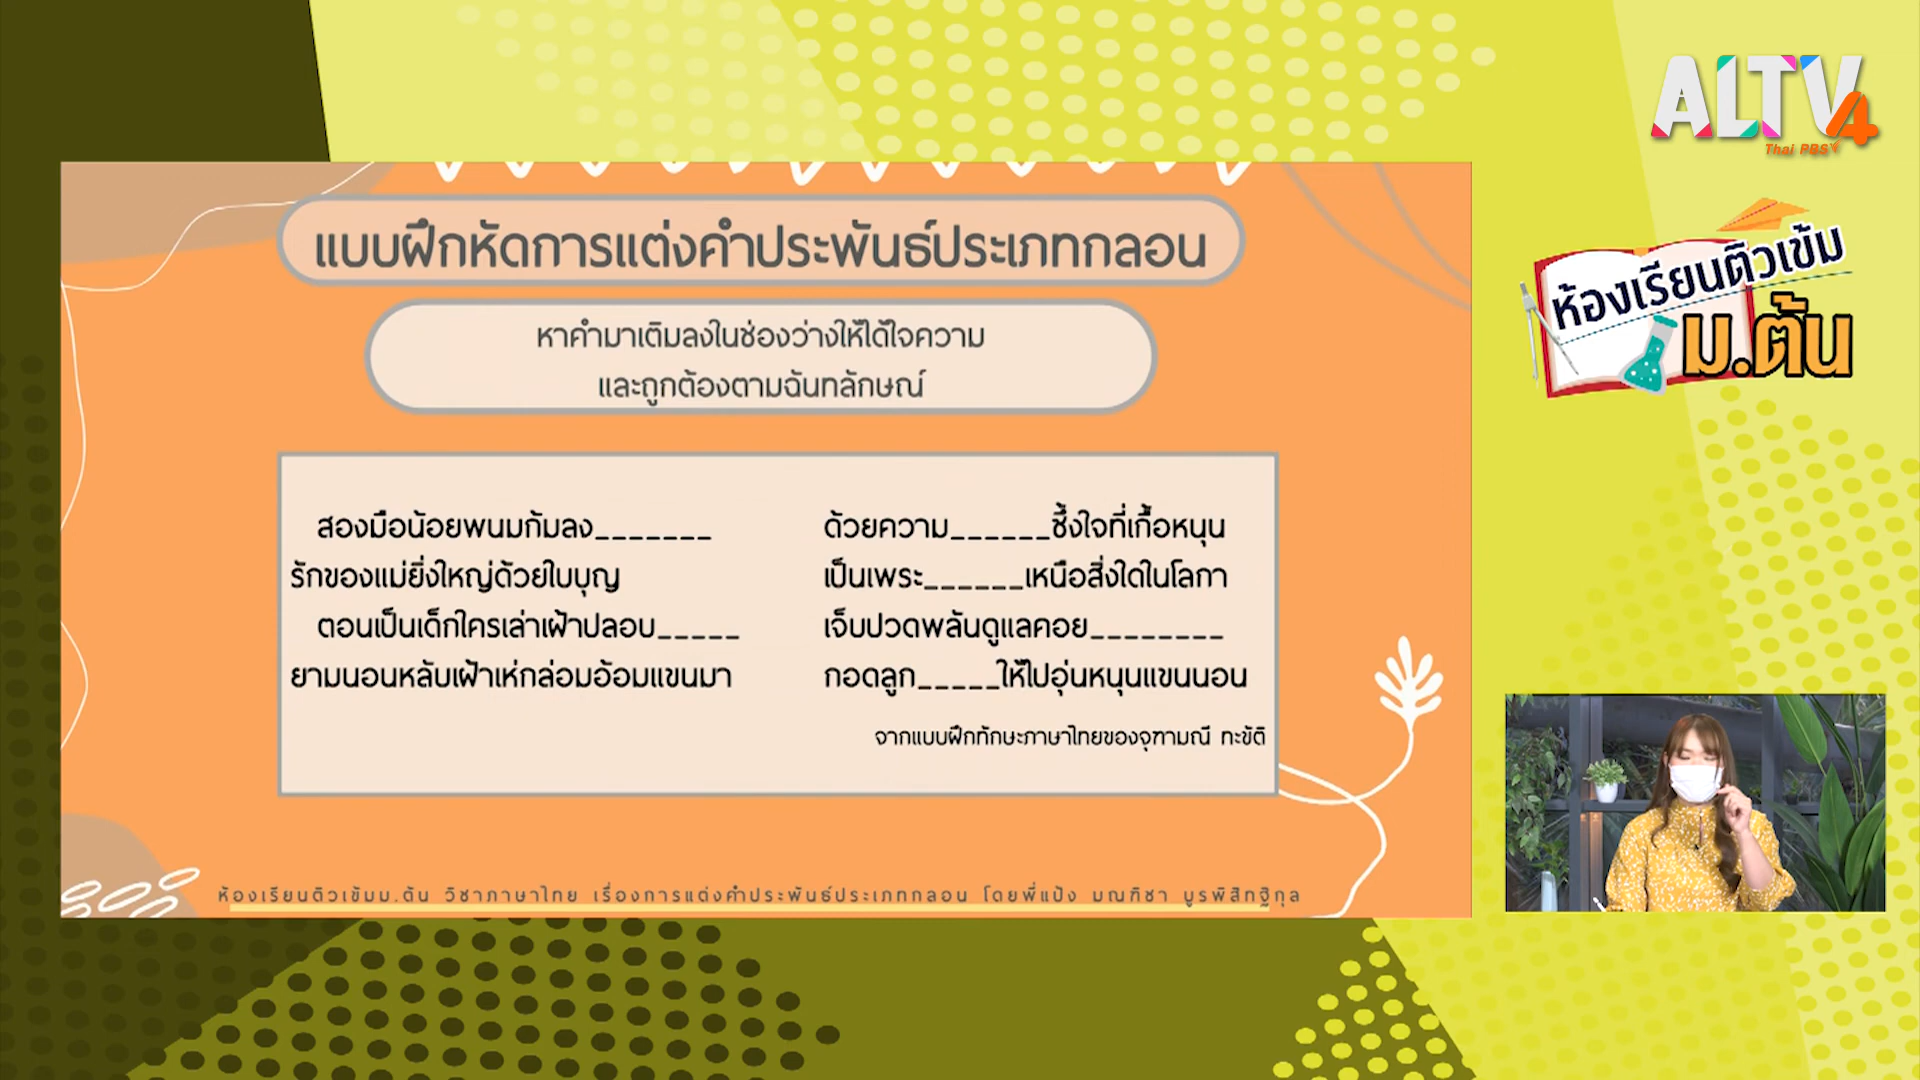 ALTV4
Thai PBS
ห้องเรียนติวเข้ม
ม.ต้น
แบบฝึกหัดการแต่งคำประพันธ์ประเภทกลอน
หาคำมาเติมลงในช่องว่างให้ได้ใจความ
และถูกต้องตามฉันทลักษณ์
สองมือน้อยพนมก้มลง_______ ด้วยความ______ซึ้งใจที่เกื้อหนุน
รักของแม่ยิ่งใหญ่ด้วยใบบุญ เป็นเพระ______เหนือสิ่งใดในโลกา
ตอนเป็นเด็กใครเล่าเฝ้าปลอบ_____ เจ็บปวดพลันดูแลคอย________
ยามนอนหลับเฝ้าเห่กล่อมอ้อมแขนมา กอดลูก_____ให้ไปอุ่นหนุนแขนนอน
จากแบบฝึกทักษะภาษาไทยของจุฑามณี ทะขัติ
ห้องเรียนติวเข้มม.ต้น วิชาภาษาไทย เรื่องการแต่งคำประพันธ์ประเภทกลอน โดยพี่แป้ง มณฑิชา บูรพิสิทฐิกุล